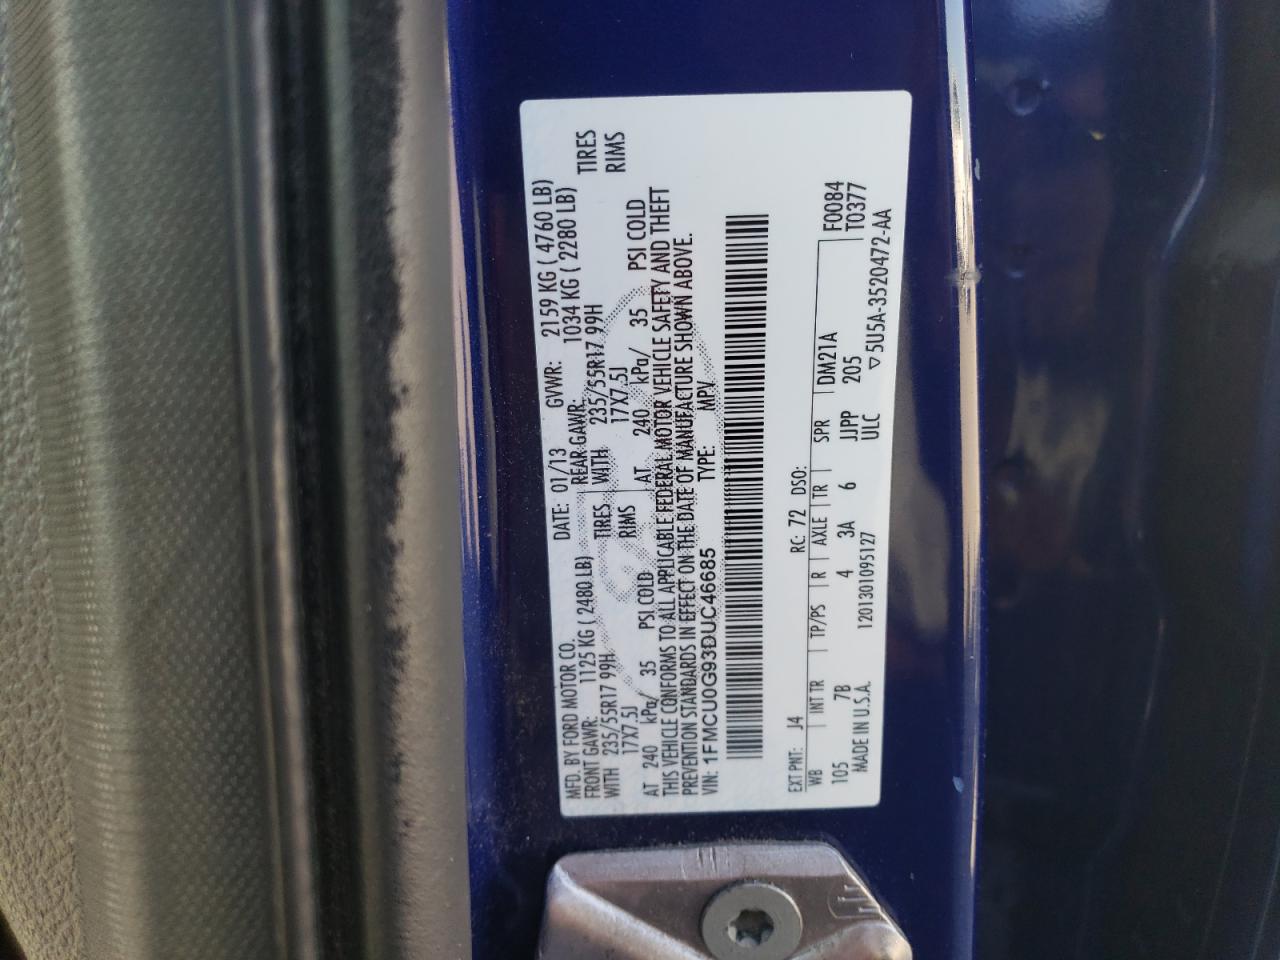 MFD. BY FORD MOTOR CO. DATE: 01/13 GVWR: 2159 KG ( 4760 LB)
FRONT GAWR: 1125 KG ( 2480 LB) REAR GAWR: 1034 KG ( 2280 LB)
WITH 235/55R17 99H TIRES WITH 235/55R17 99H TIRES
17X7.5J RIMS 17X7.5J RIMS
AT 240 kPa/ 35 PSI COLD AT 240 kPa/ 35 PSI COLD
THIS VEHICLE CONFORMS TO ALL APPLICABLE FEDERAL MOTOR VEHICLE SAFETY AND THEFT
PREVENTION STANDARDS IN EFFECT ON THE DATE OF MANUFACTURE SHOWN ABOVE.
VIN: 1FMCU0G93DUC46685 TYPE: MPV
EXT PNT: J4 RC: 72 DSO:
WB INT TR TP/PS R AXLE TR SPR DM21A F0084
105 7B 4 3A 6 JJPP 205 T0377
MADE IN U.S.A. 1201301095127 ULC ▽5U5A-3520472-AA